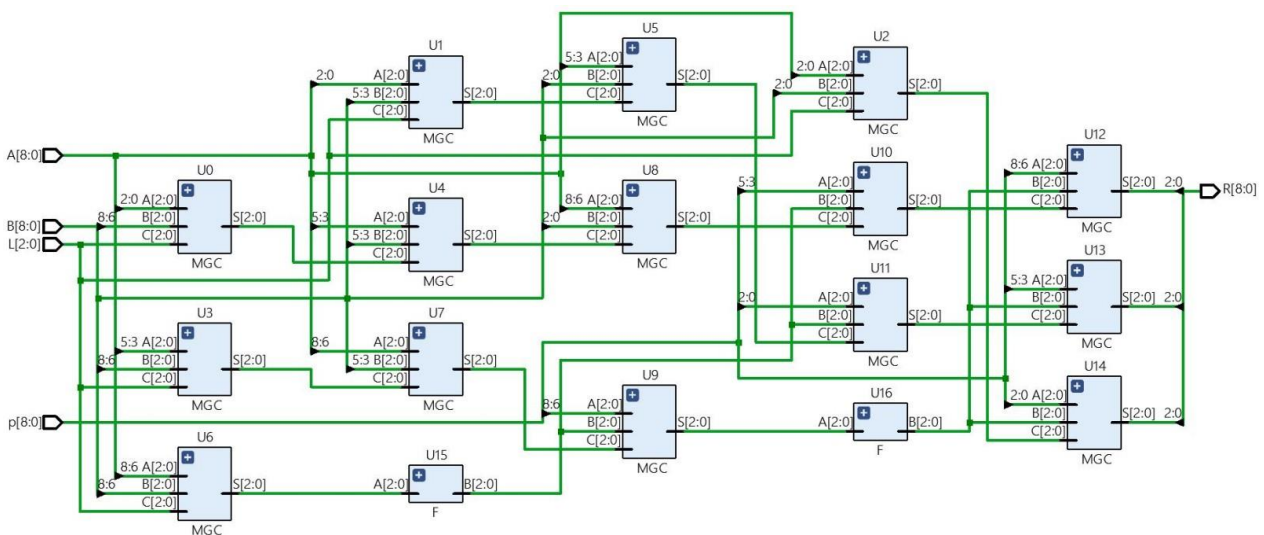 A[8:0]
B[8:0]
L[2:0]
p[8:0]
U0
2:0 A[2:0]
8:6 B[2:0]
C[2:0]
S[2:0]
MGC
U3
5:3 A[2:0]
8:6 B[2:0]
C[2:0]
S[2:0]
MGC
U6
8:6 A[2:0]
8:6 B[2:0]
C[2:0]
S[2:0]
MGC
U1
2:0 A[2:0]
5:3 B[2:0]
C[2:0]
S[2:0]
MGC
U4
5:3 A[2:0]
5:3 B[2:0]
C[2:0]
S[2:0]
MGC
U7
8:6 A[2:0]
5:3 B[2:0]
C[2:0]
S[2:0]
MGC
U15
A[2:0] B[2:0]
F
U5
5:3 A[2:0]
2:0 B[2:0]
C[2:0]
S[2:0]
MGC
U8
8:6 A[2:0]
2:0 B[2:0]
C[2:0]
S[2:0]
MGC
U9
8:6 A[2:0]
B[2:0]
C[2:0]
S[2:0]
MGC
U2
2:0 A[2:0]
2:0 B[2:0]
C[2:0]
S[2:0]
MGC
U10
5:3 A[2:0]
B[2:0]
C[2:0]
S[2:0]
MGC
U11
2:0 A[2:0]
B[2:0]
C[2:0]
S[2:0]
MGC
U16
A[2:0] B[2:0]
F
U12
8:6 A[2:0]
B[2:0]
C[2:0]
S[2:0] 2:0
MGC
U13
5:3 A[2:0]
B[2:0]
C[2:0]
S[2:0] 2:0
MGC
U14
2:0 A[2:0]
B[2:0]
C[2:0]
S[2:0] 2:0
MGC
R[8:0]